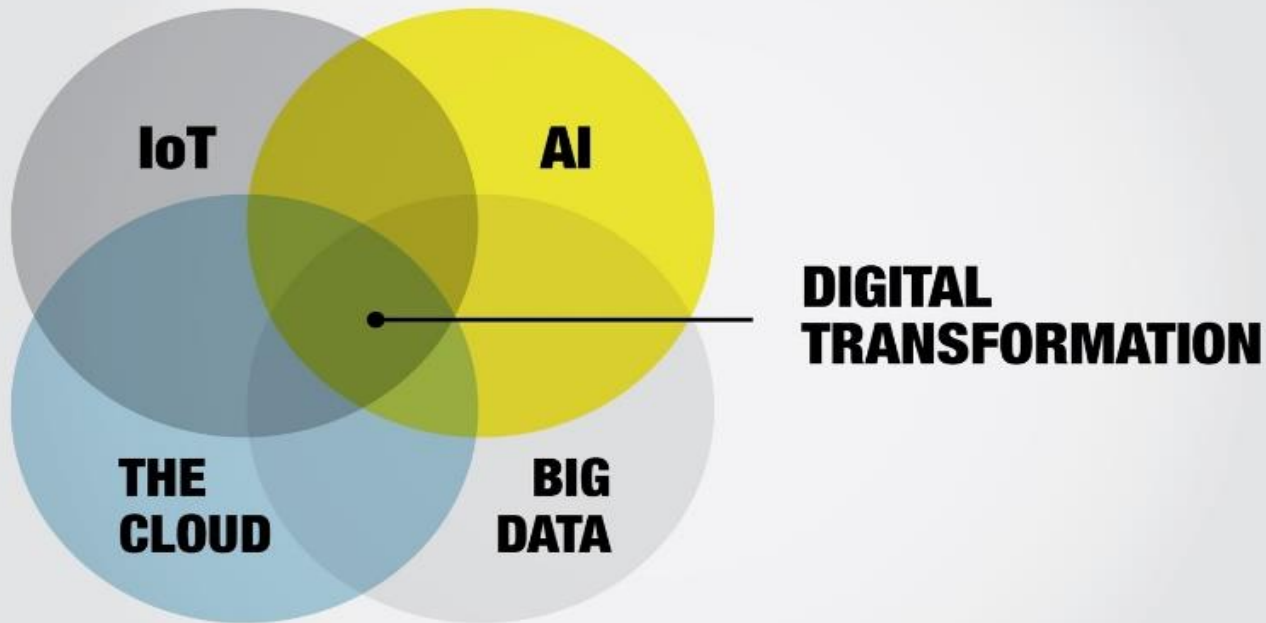 IoT
AI
DIGITAL
TRANSFORMATION
THE
CLOUD
BIG
DATA